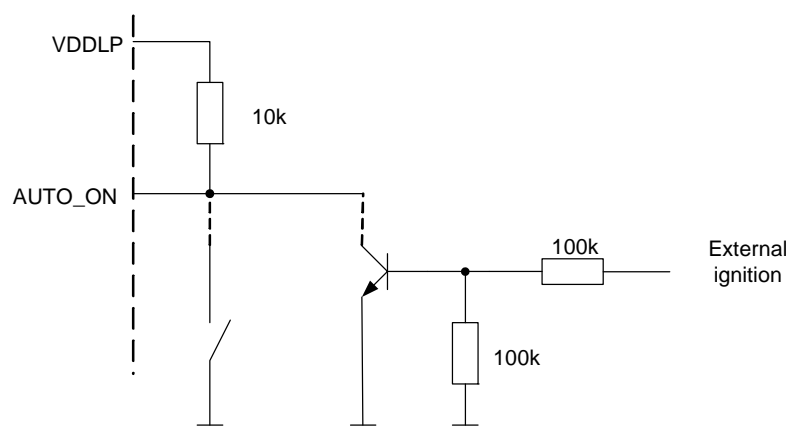 VDDLP
10k
AUTO_ON
100k
External
ignition
100k